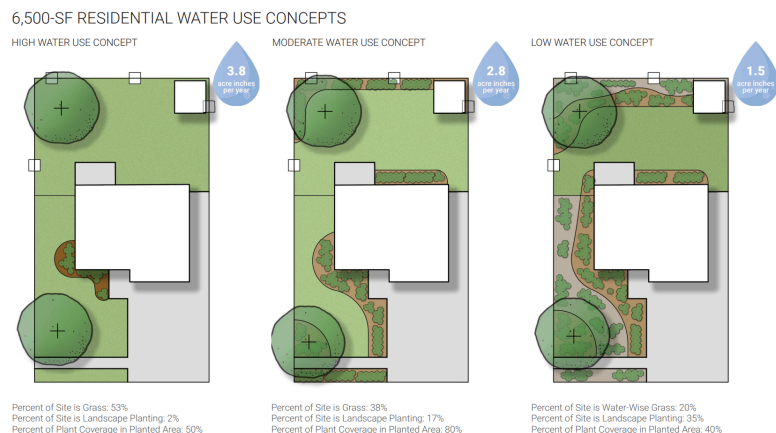 6,500-SF RESIDENTIAL WATER USE CONCEPTS
HIGH WATER USE CONCEPT
3.8
acre inches
per year
Percent of Site is Grass: 53%
Percent of Site is Landscape Planting: 2%
Percent of Plant Coverage in Planted Area: 50%
MODERATE WATER USE CONCEPT
2.8
acre inches
per year
Percent of Site is Grass: 38%
Percent of Site is Landscape Planting: 17%
Percent of Plant Coverage in Planted Area: 80%
LOW WATER USE CONCEPT
1.5
acre inches
per year
Percent of Site is Water-Wise Grass: 20%
Percent of Site is Landscape Planting: 35%
Percent of Plant Coverage in Planted Area: 40%